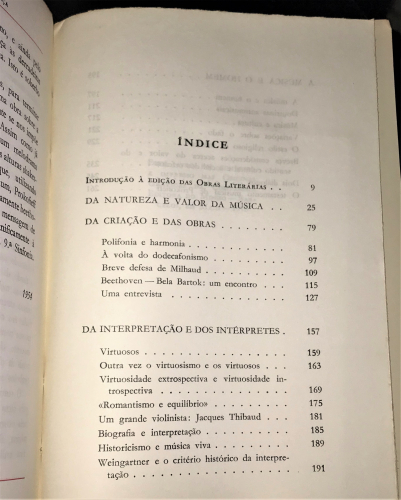 ÍNDICE
INTRODUÇÃO À EDIÇÃO DAS OBRAS LITERÁRIAS . . 9
DA NATUREZA E VALOR DA MÚSICA . . . . 25
DA CRIAÇÃO E DAS OBRAS . . . . . . . . 79
Polifonia e harmonia . . . . . . . . . . . 81
À volta do dodecafonismo . . . . . . . . 97
Breve defesa de Milhaud . . . . . . . . . 109
Beethoven — Bela Bartok: um encontro . . . 115
Uma entrevista . . . . . . . . . . . . . 127
DA INTERPRETAÇÃO E DOS INTÉRPRETES . 157
Virtuosos . . . . . . . . . . . . . . . 159
Outra vez o virtuosismo e os virtuosos . . . 163
Virtuosidade extrospectiva e virtuosidade in-
trospectiva . . . . . . . . . . . . . . 169
«Romantismo e equilíbrio» . . . . . . . . 175
Um grande violinista: Jacques Thibaud . . . 181
Biografia e interpretação . . . . . . . . . 185
Historicismo e música viva . . . . . . . . 189
Weingartner e o critério histórico da interpre-
tação . . . . . . . . . . . . . . . . . 191
1954